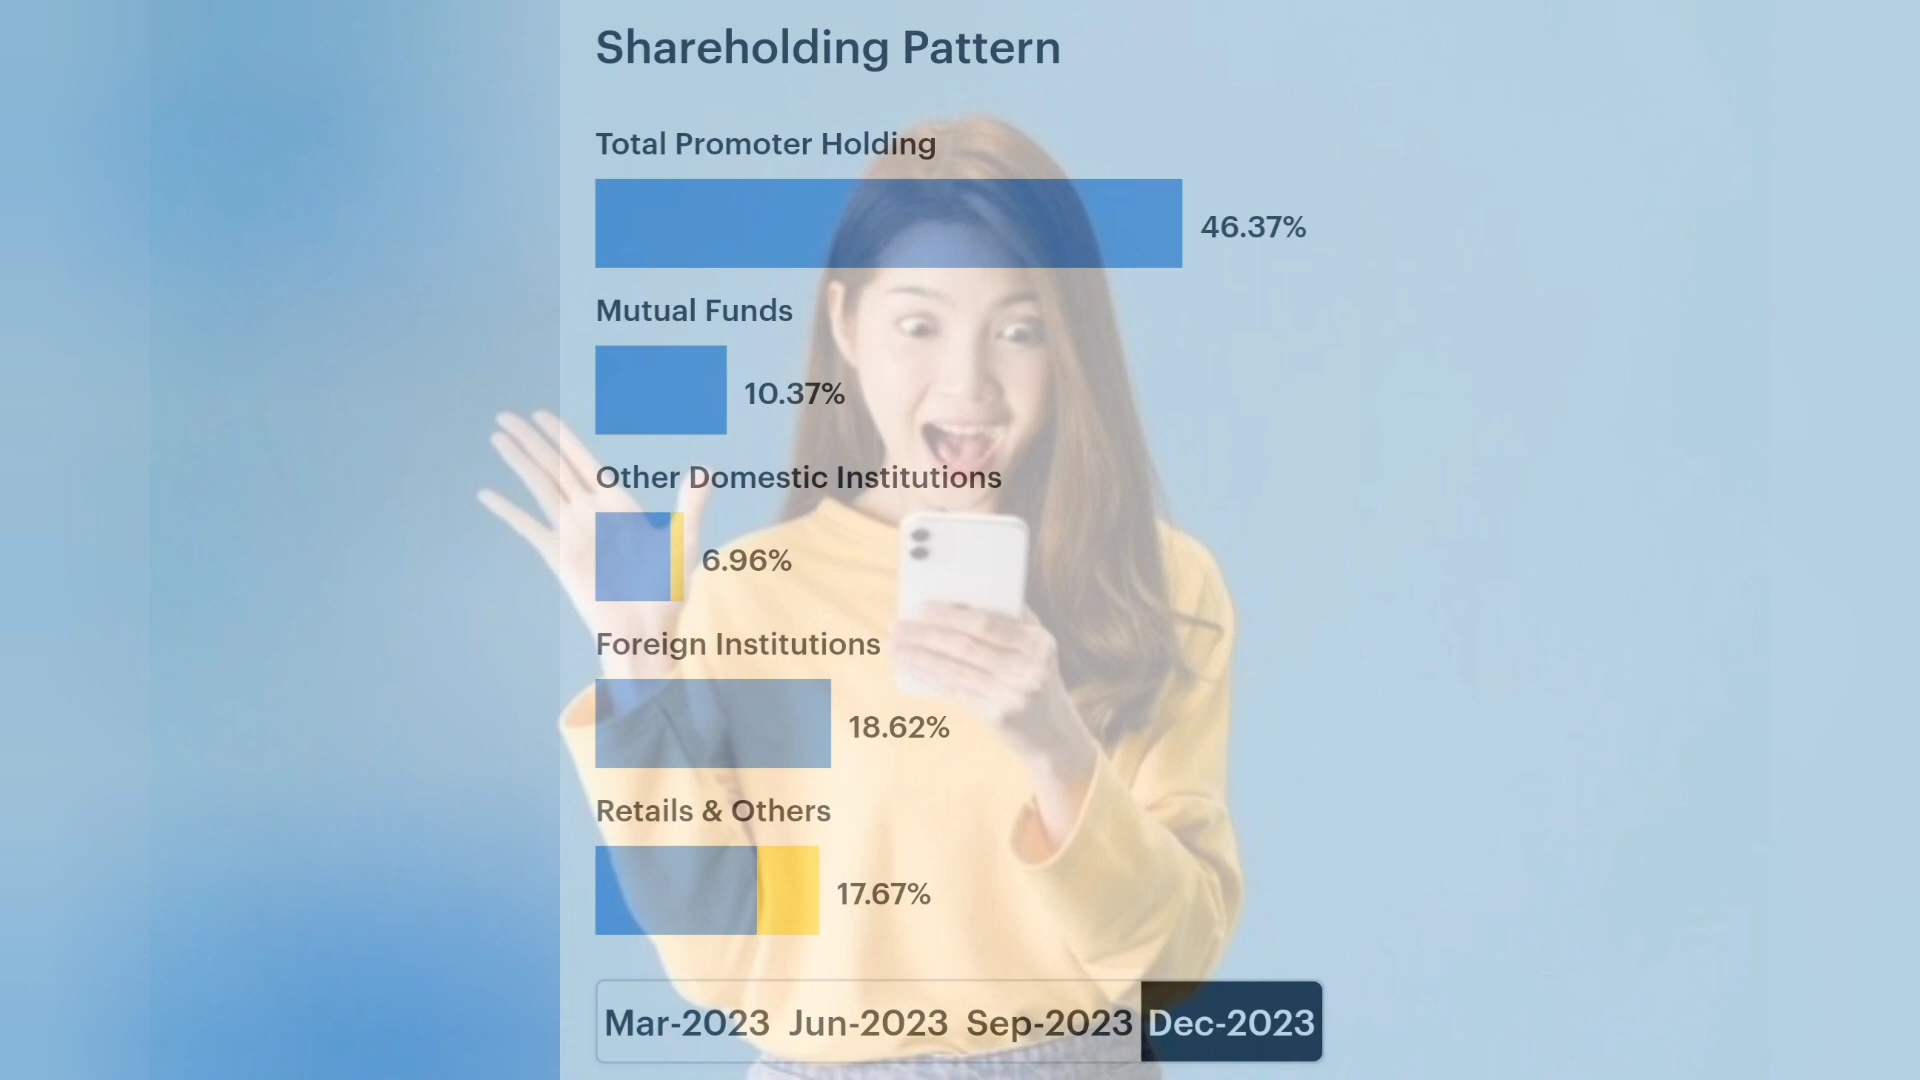 Shareholding Pattern
Total Promoter Holding
46.37%
Mutual Funds
10.37%
Other Domestic Institutions
6.96%
Foreign Institutions
18.62%
Retails & Others
17.67%
Mar-2023 Jun-2023 Sep-2023 Dec-2023